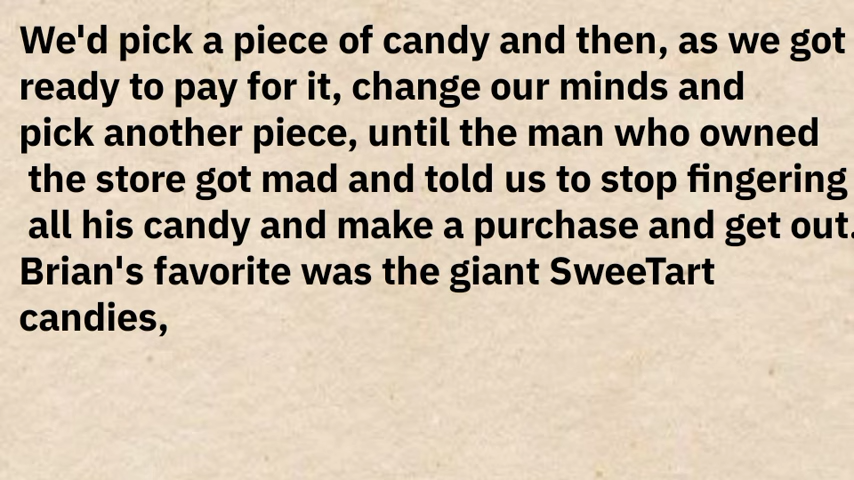 We'd pick a piece of candy and then, as we got
ready to pay for it, change our minds and
pick another piece, until the man who owned
the store got mad and told us to stop fingering
all his candy and make a purchase and get out.
Brian's favorite was the giant SweeTart
candies,